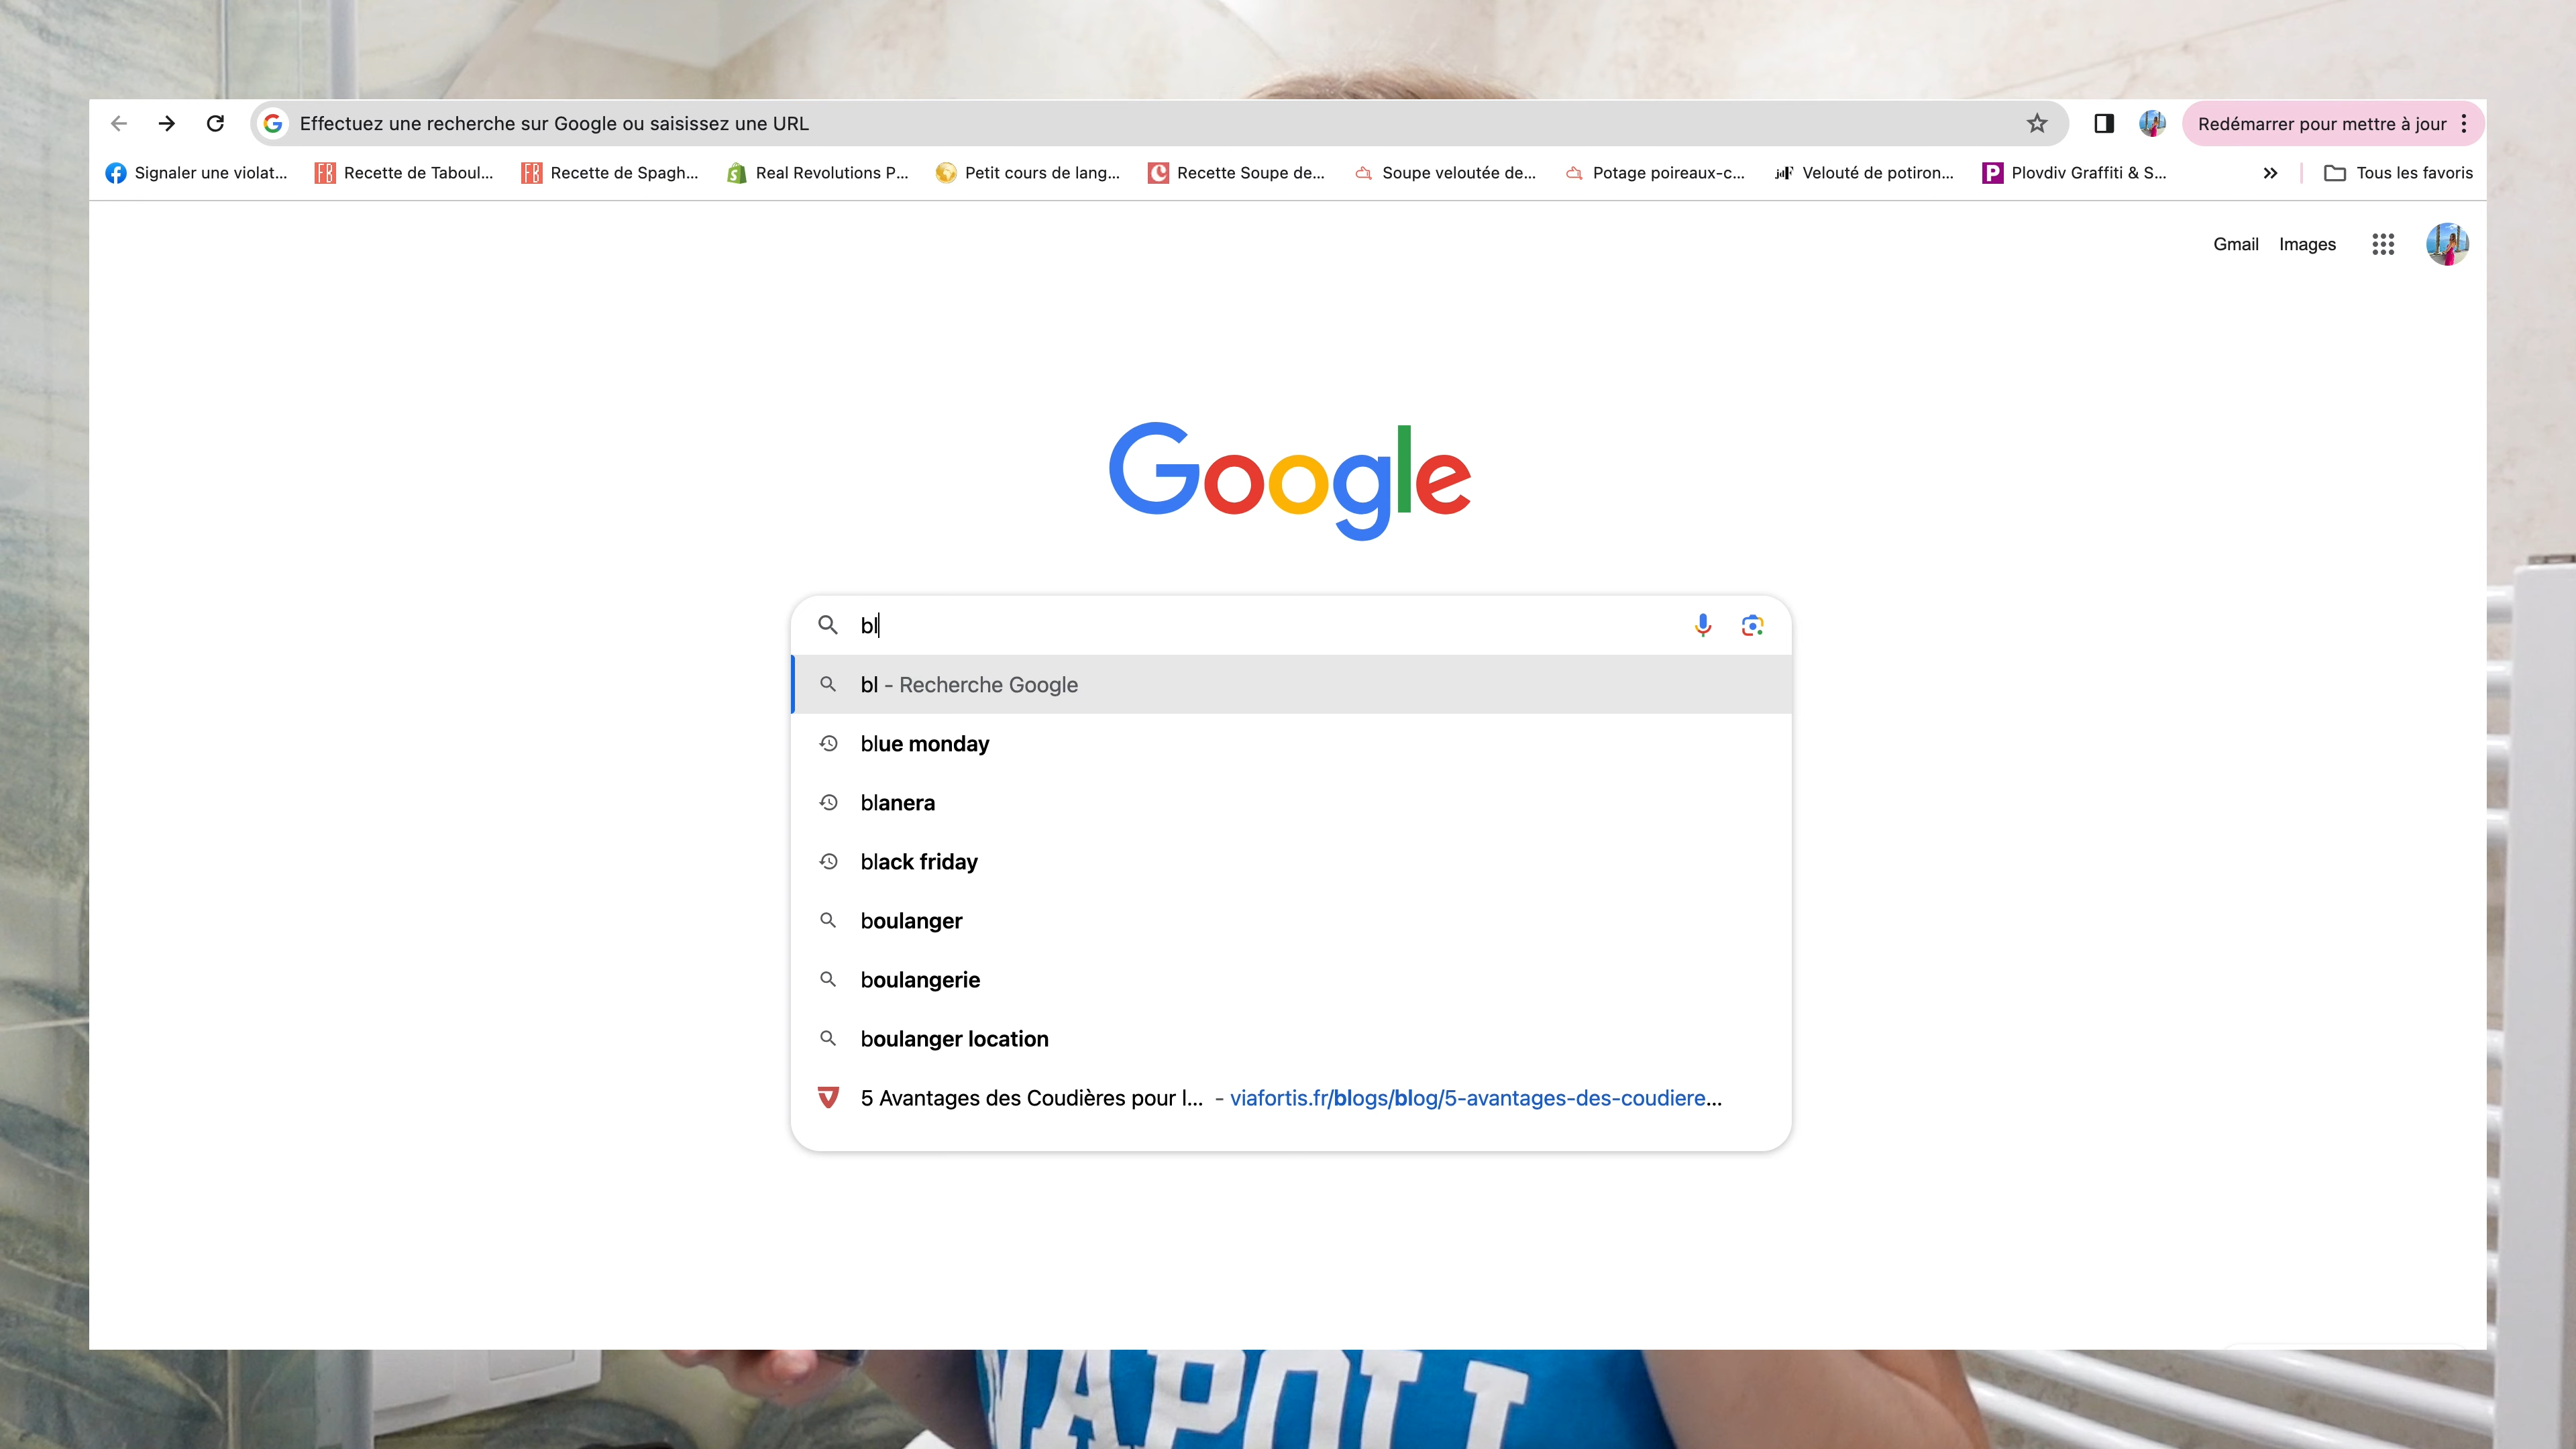 Effectuez une recherche sur Google ou saisissez une URL
Redémarrer pour mettre à jour
Signaler une violat...
FB Recette de Taboul...
FB Recette de Spagh...
Real Revolutions P...
Petit cours de lang...
Recette Soupe de...
Soupe veloutée de...
Potage poireaux-c...
Velouté de potiron...
P Plovdiv Graffiti & S...
Tous les favoris
Gmail
Images
Google
bl
bl - Recherche Google
blue monday
blanera
black friday
boulanger
boulangerie
boulanger location
5 Avantages des Coudières pour l... - viafortis.fr/blogs/blog/5-avantages-des-coudiere...
NAPOLI